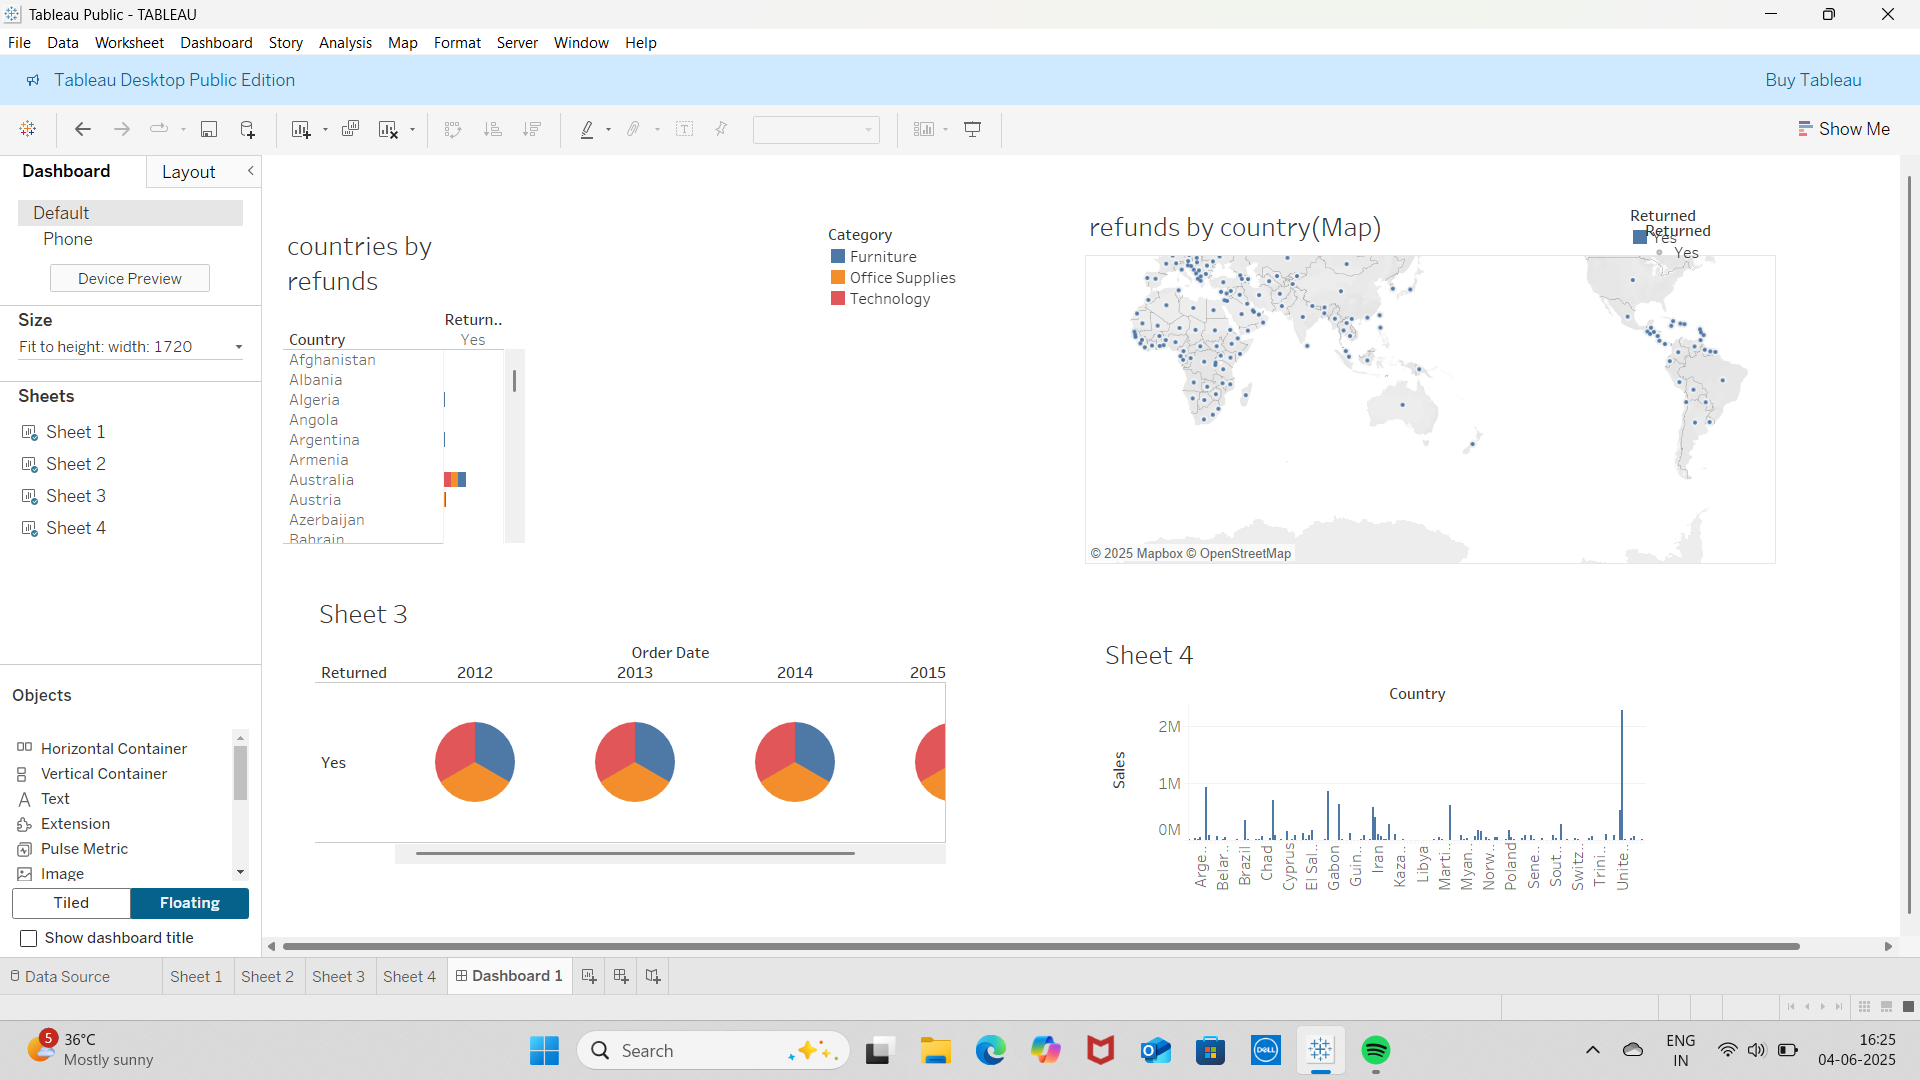 Tableau Public - TABLEAU
File Data Worksheet Dashboard Story Analysis Map Format Server Window Help
Tableau Desktop Public Edition
Buy Tableau
Show Me
Dashboard
Layout
Default
Phone
Device Preview
Size
Fit to height: width: 1720
Sheets
Sheet 1
Sheet 2
Sheet 3
Sheet 4
Objects
Horizontal Container
Vertical Container
Text
Extension
Pulse Metric
Image
Tiled
Floating
Show dashboard title
countries by
refunds
Return..
Country
Yes
Afghanistan
Albania
Algeria
Angola
Argentina
Armenia
Australia
Austria
Azerbaijan
Bahrain
Category
Furniture
Office Supplies
Technology
refunds by country(Map)
Returned
Yes
Returned
Yes
© 2025 Mapbox © OpenStreetMap
Sheet 3
Order Date
Returned 2012 2013 2014 2015
Yes
Sheet 4
Country
Sales
2M
1M
0M
Arge..
Belar..
Brazil
Chad
Cyprus
El Sal..
Gabon
Guin..
Iran
Kaza..
Libya
Marti..
Myan..
Norw..
Poland
Sene..
Sout..
Switz..
Trini..
Unite..
Data Source Sheet 1 Sheet 2 Sheet 3 Sheet 4 Dashboard 1
5
36°C
Mostly sunny
Search
DELL
ENG
IN
16:25
04-06-2025